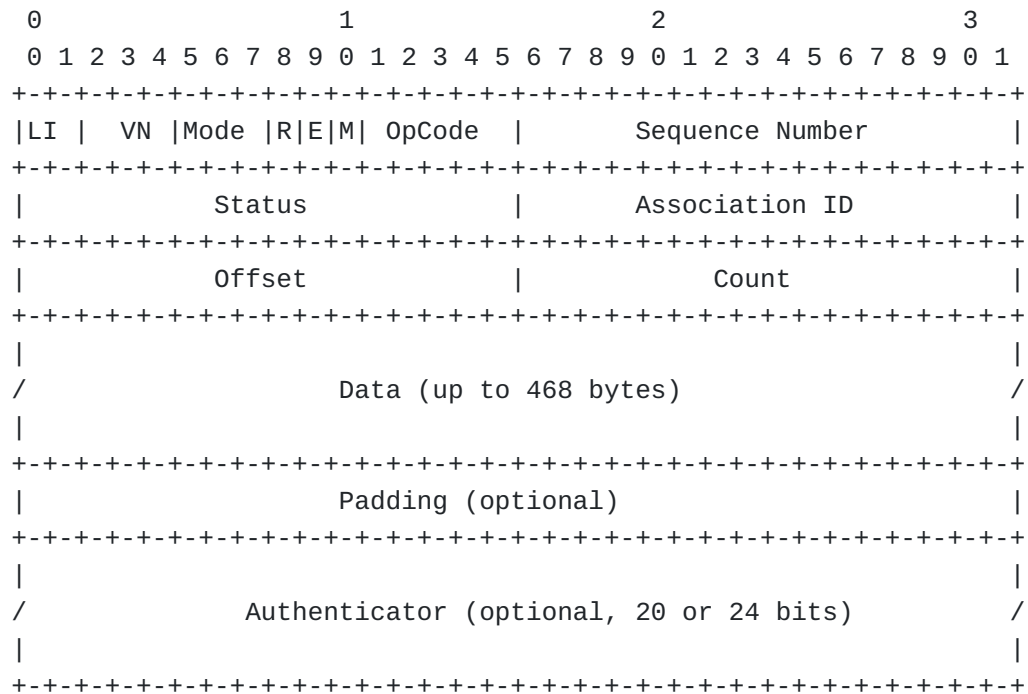 0                   1                   2                   3
 0 1 2 3 4 5 6 7 8 9 0 1 2 3 4 5 6 7 8 9 0 1 2 3 4 5 6 7 8 9 0 1
+-+-+-+-+-+-+-+-+-+-+-+-+-+-+-+-+-+-+-+-+-+-+-+-+-+-+-+-+-+-+-+-+
|LI |  VN |Mode |R|E|M| OpCode  |       Sequence Number         |
+-+-+-+-+-+-+-+-+-+-+-+-+-+-+-+-+-+-+-+-+-+-+-+-+-+-+-+-+-+-+-+-+
|            Status             |       Association ID          |
+-+-+-+-+-+-+-+-+-+-+-+-+-+-+-+-+-+-+-+-+-+-+-+-+-+-+-+-+-+-+-+-+
|            Offset             |            Count              |
+-+-+-+-+-+-+-+-+-+-+-+-+-+-+-+-+-+-+-+-+-+-+-+-+-+-+-+-+-+-+-+-+
|                                                               |
/                    Data (up to 468 bytes)                     /
|                                                               |
+-+-+-+-+-+-+-+-+-+-+-+-+-+-+-+-+-+-+-+-+-+-+-+-+-+-+-+-+-+-+-+-+
|                    Padding (optional)                         |
+-+-+-+-+-+-+-+-+-+-+-+-+-+-+-+-+-+-+-+-+-+-+-+-+-+-+-+-+-+-+-+-+
|                                                               |
/              Authenticator (optional, 20 or 24 bits)          /
|                                                               |
+-+-+-+-+-+-+-+-+-+-+-+-+-+-+-+-+-+-+-+-+-+-+-+-+-+-+-+-+-+-+-+-+